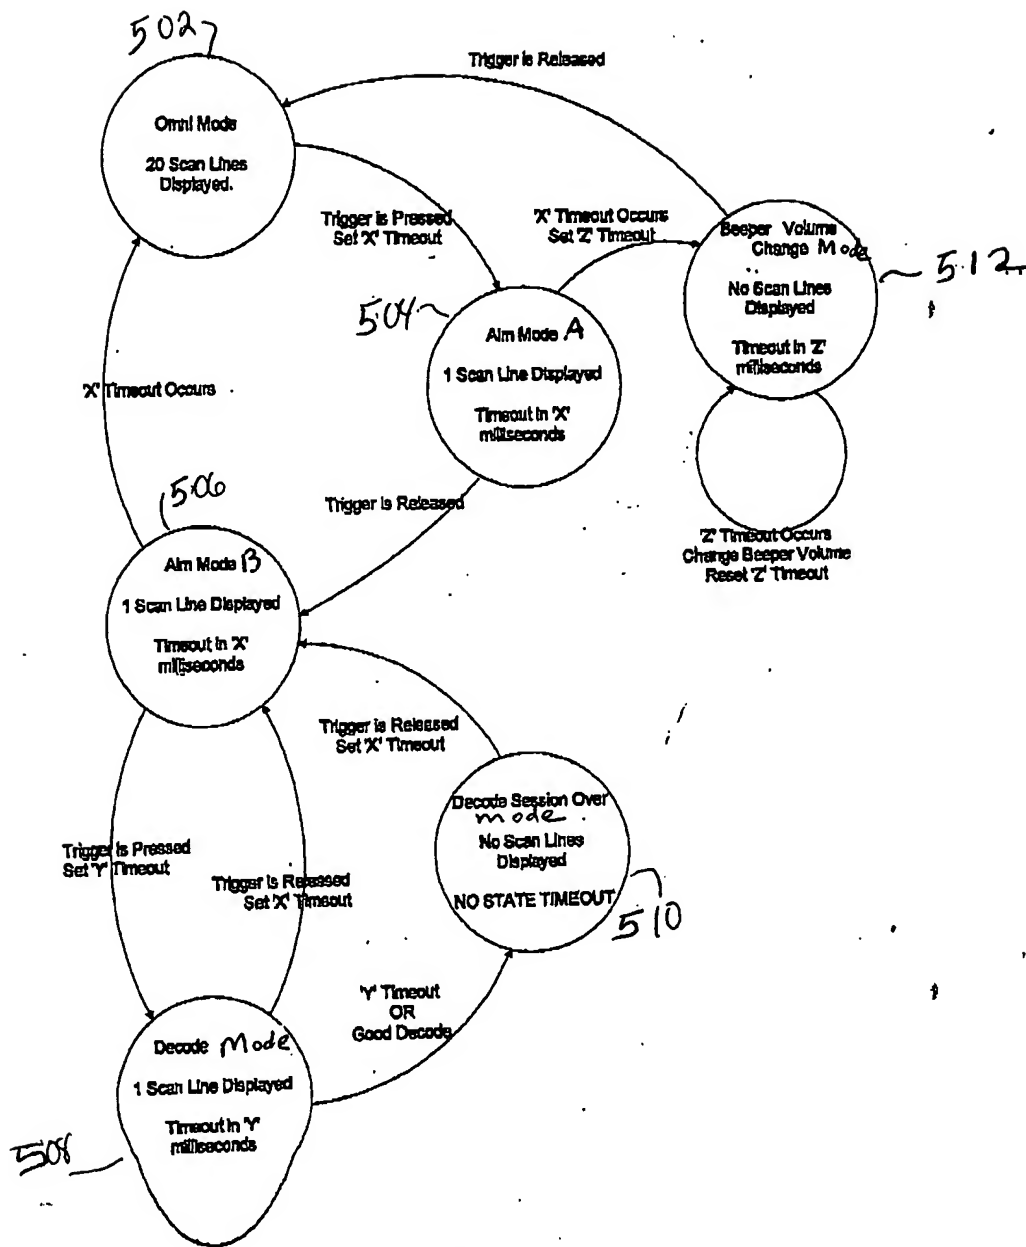 502
Trigger is Released
Omni Mode
20 Scan Lines
Displayed.
Trigger is Pressed
Set 'X' Timeout
'X' Timeout Occurs
Set 'Z' Timeout
Beeper Volume
Change Mode
No Scan Lines
Displayed
Timeout in 'Z'
milliseconds
512
504
Aim Mode A
1 Scan Line Displayed
Timeout in 'X'
milliseconds
'X' Timeout Occurs
506
Trigger is Released
'Z' Timeout Occurs
Change Beeper Volume
Reset 'Z' Timeout
Aim Mode B
1 Scan Line Displayed
Timeout in 'X'
milliseconds
Trigger is Released
Set 'X' Timeout
Decode Session Over
mode
No Scan Lines
Displayed
NO STATE TIMEOUT
510
Trigger is Pressed
Set 'Y' Timeout
Trigger is Released
Set 'X' Timeout
'Y' Timeout
OR
Good Decode
Decode Mode
1 Scan Line Displayed
Timeout in 'Y'
milliseconds
508